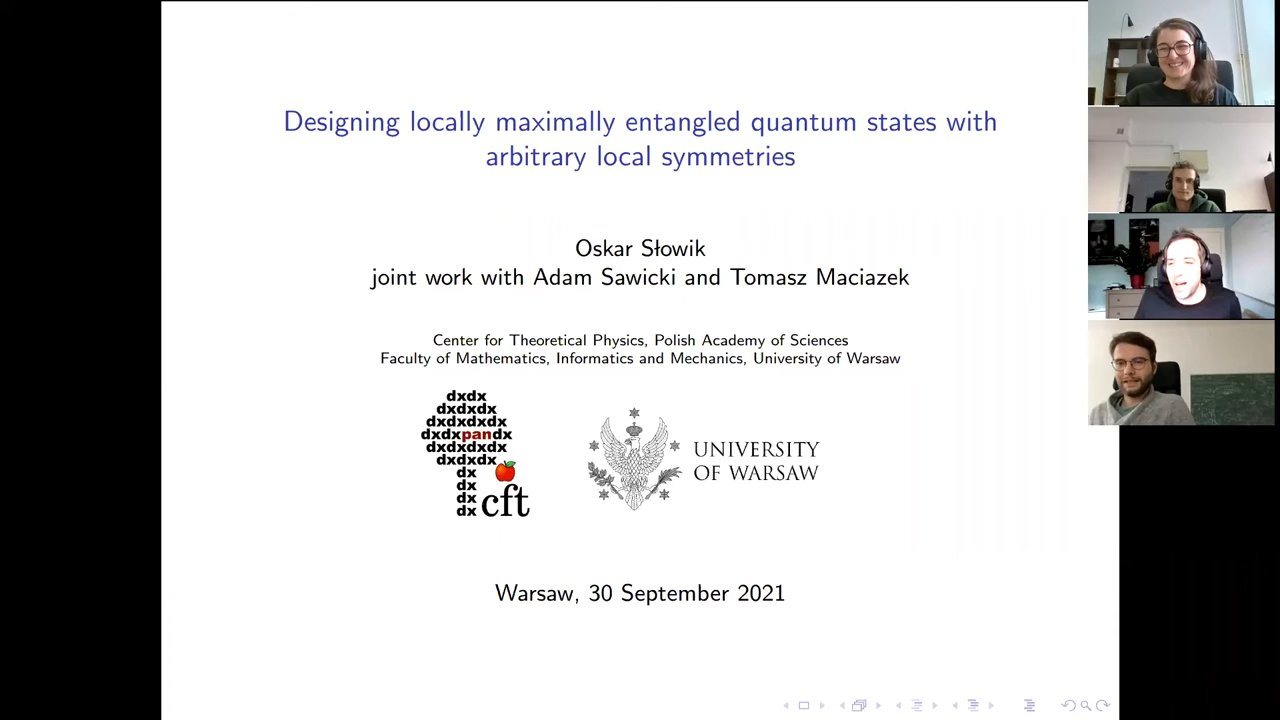 Designing locally maximally entangled quantum states with
arbitrary local symmetries
Oskar Słowik
joint work with Adam Sawicki and Tomasz Maciazek
Center for Theoretical Physics, Polish Academy of Sciences
Faculty of Mathematics, Informatics and Mechanics, University of Warsaw
dxdx
dxdxdx
dxdxdxdx
dxdxpandx
dxdxdxdx
dxdxdx
dx
dx
dx
dx cft
UNIVERSITY
OF WARSAW
Warsaw, 30 September 2021